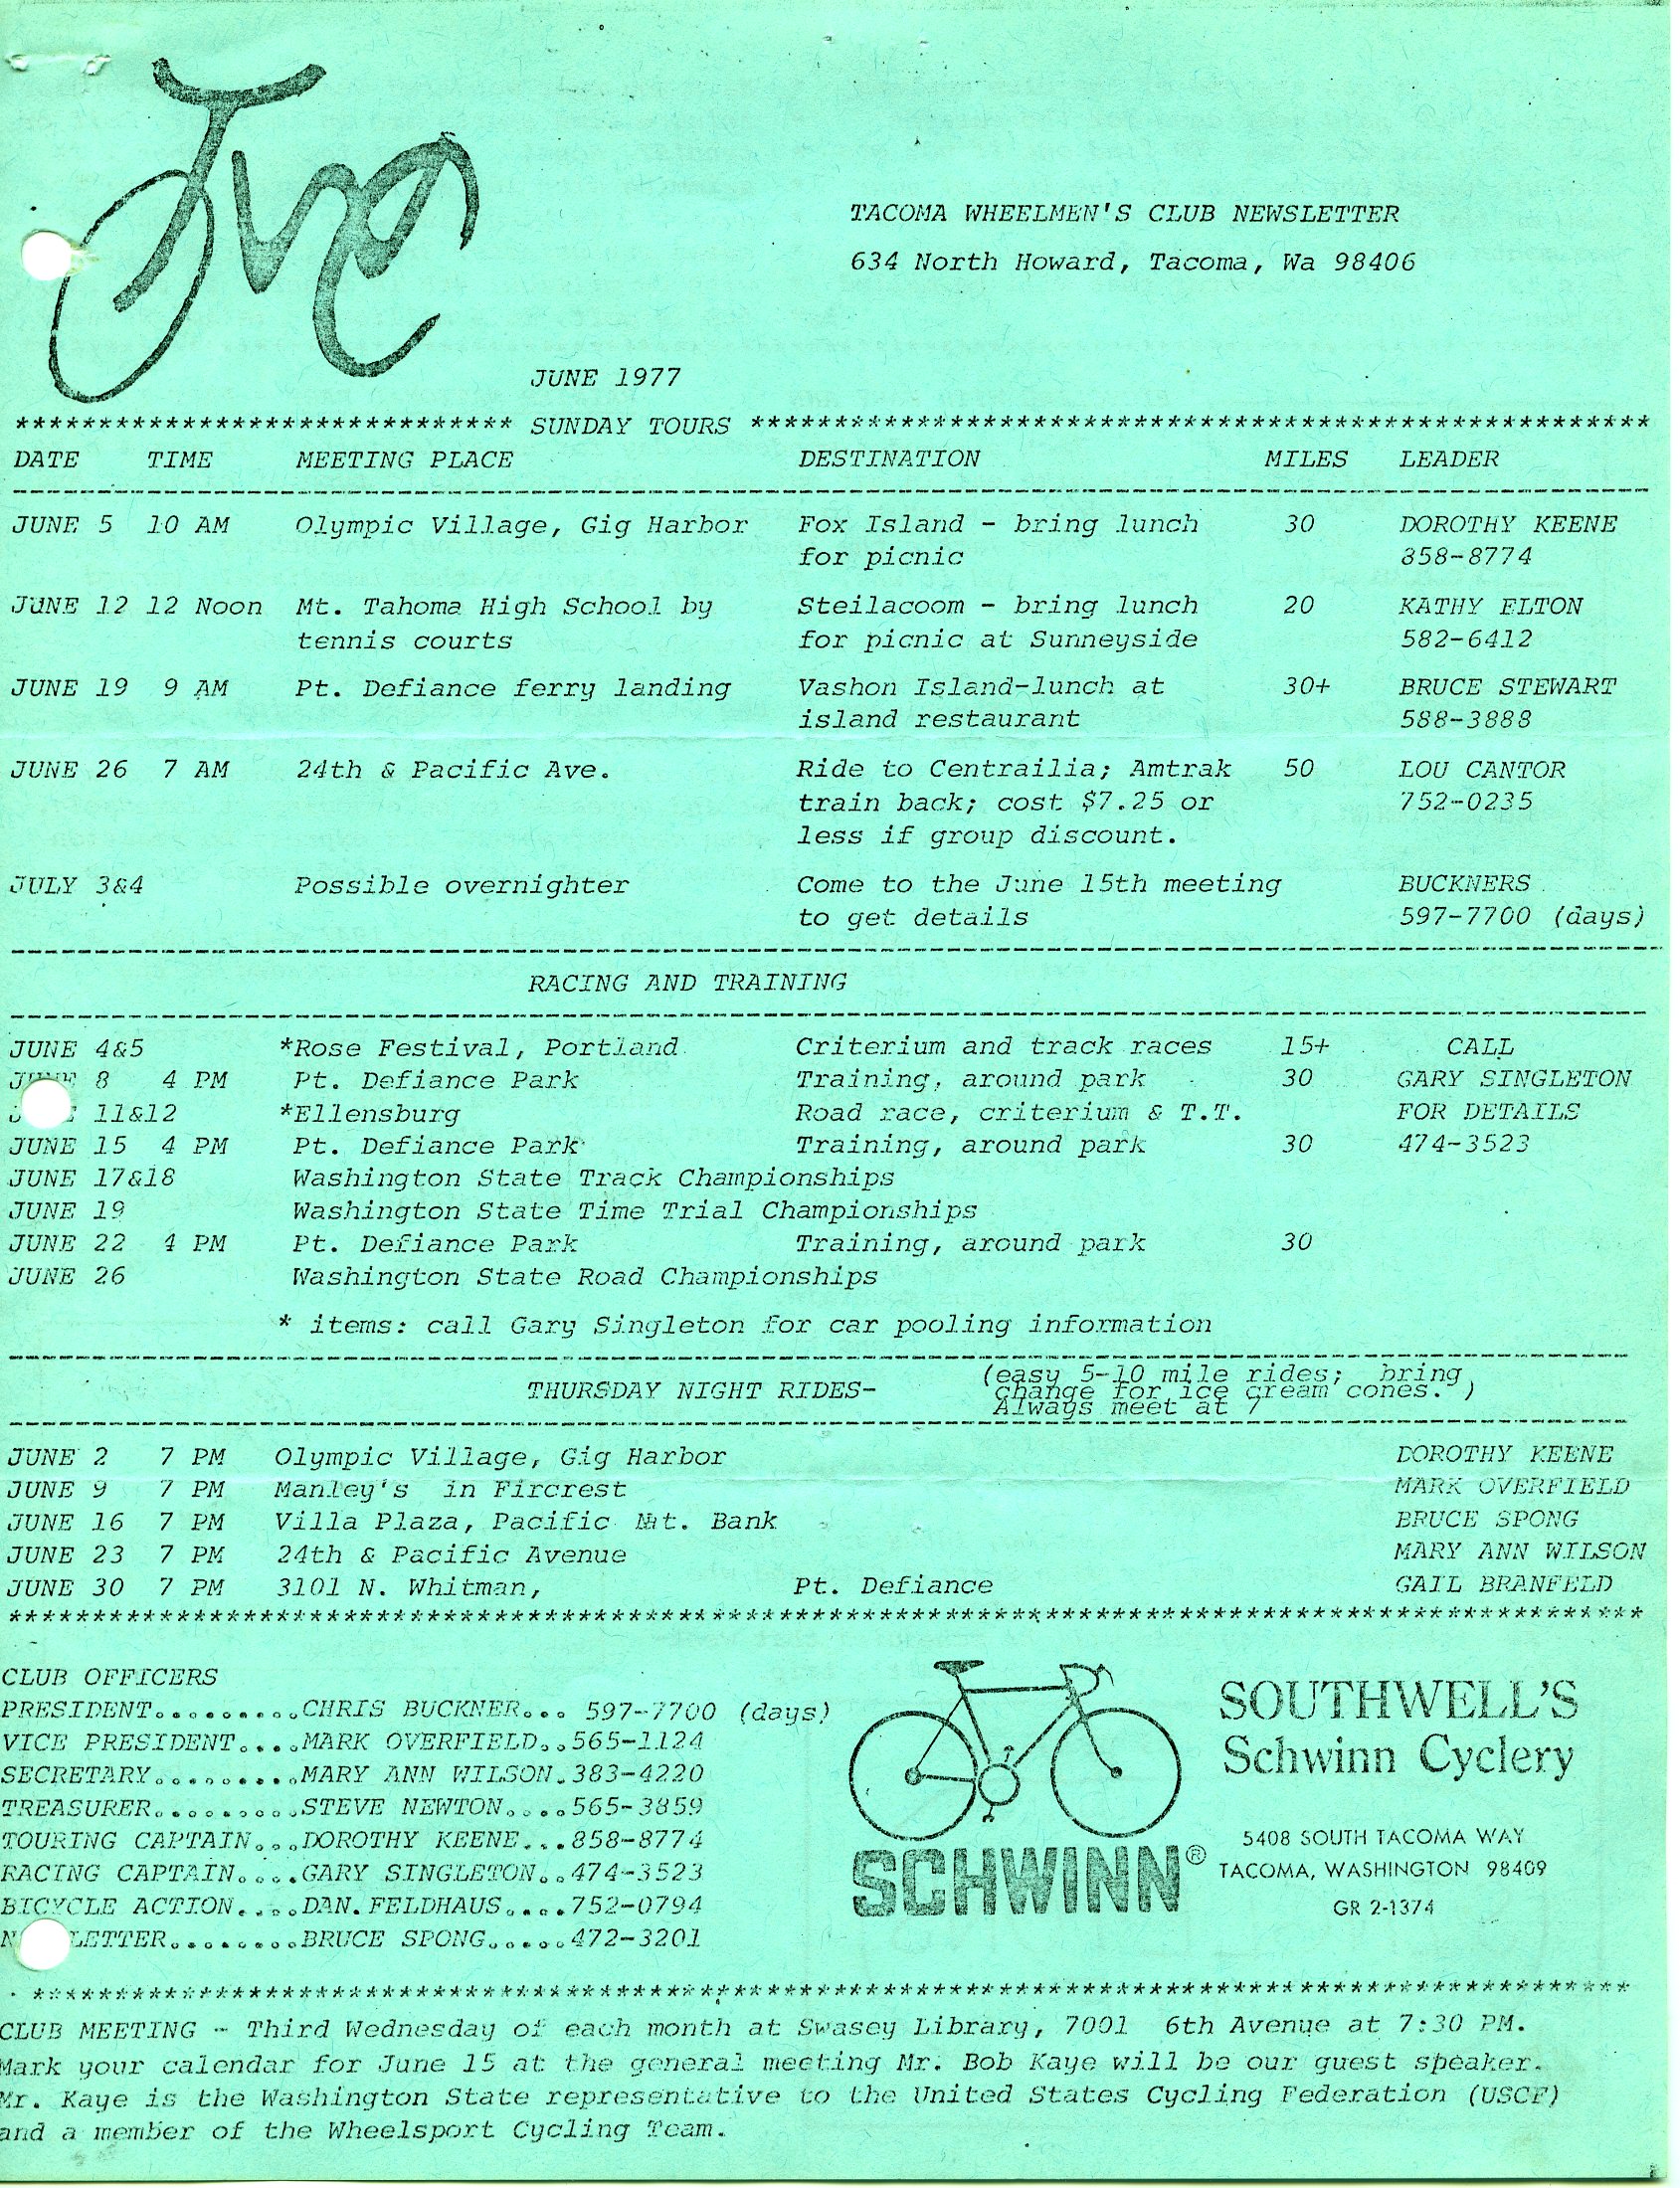 TWC
TACOMA WHEELMEN'S CLUB NEWSLETTER
634 North Howard, Tacoma, Wa 98406
JUNE 1977
****************************** SUNDAY TOURS ******************************************************
DATE TIME MEETING PLACE DESTINATION MILES LEADER
JUNE 5 10 AM Olympic Village, Gig Harbor Fox Island - bring lunch 30 DOROTHY KEENE
for picnic 858-8774
JUNE 12 12 Noon Mt. Tahoma High School by Steilacoom - bring lunch 20 KATHY ELTON
tennis courts for picnic at Sunneyside 582-6412
JUNE 19 9 AM Pt. Defiance ferry landing Vashon Island-lunch at 30+ BRUCE STEWART
island restaurant 588-3888
JUNE 26 7 AM 24th & Pacific Ave. Ride to Centrailia; Amtrak 50 LOU CANTOR
train back; cost $7.25 or 752-0235
less if group discount.
JULY 3&4 Possible overnighter Come to the June 15th meeting BUCKNERS
to get details 597-7700 (days)
RACING AND TRAINING
JUNE 4&5 *Rose Festival, Portland Criterium and track races 15+ CALL
8 4 PM Pt. Defiance Park Training, around park 30 GARY SINGLETON
11&12 *Ellensburg Road race, criterium & T.T. FOR DETAILS
JUNE 15 4 PM Pt. Defiance Park Training, around park 30 474-3523
JUNE 17&18 Washington State Track Championships
JUNE 19 Washington State Time Trial Championships
JUNE 22 4 PM Pt. Defiance Park Training, around park 30
JUNE 26 Washington State Road Championships
* items: call Gary Singleton for car pooling information
THURSDAY NIGHT RIDES- (easy 5-10 mile rides; bring
change for ice cream cones. )
Always meet at 7
JUNE 2 7 PM Olympic Village, Gig Harbor DOROTHY KEENE
JUNE 9 7 PM Manley's in Fircrest MARK OVERFIELD
JUNE 16 7 PM Villa Plaza, Pacific Nat. Bank BRUCE SPONG
JUNE 23 7 PM 24th & Pacific Avenue MARY ANN WILSON
JUNE 30 7 PM 3101 N. Whitman, Pt. Defiance GAIL BRANFELD
CLUB OFFICERS
PRESIDENT.........CHRIS BUCKNER... 597-7700 (days)
VICE PRESIDENT....MARK OVERFIELD..565-1124
SECRETARY.........MARY ANN WILSON.383-4220
TREASURER.........STEVE NEWTON....565-3859
TOURING CAPTAIN...DOROTHY KEENE...858-8774
RACING CAPTAIN....GARY SINGLETON..474-3523
BICYCLE ACTION....DAN.FELDHAUS....752-0794
LETTER........BRUCE SPONG.....472-3201
SCHWINN®
SOUTHWELL'S
Schwinn Cyclery
5408 SOUTH TACOMA WAY
TACOMA, WASHINGTON 98409
GR 2-1374
CLUB MEETING - Third Wednesday of each month at Swasey Library, 7001 6th Avenue at 7:30 PM.
Mark your calendar for June 15 at the general meeting Mr. Bob Kaye will be our guest speaker.
Mr. Kaye is the Washington State representative to the United States Cycling Federation (USCF)
and a member of the Wheelsport Cycling Team.